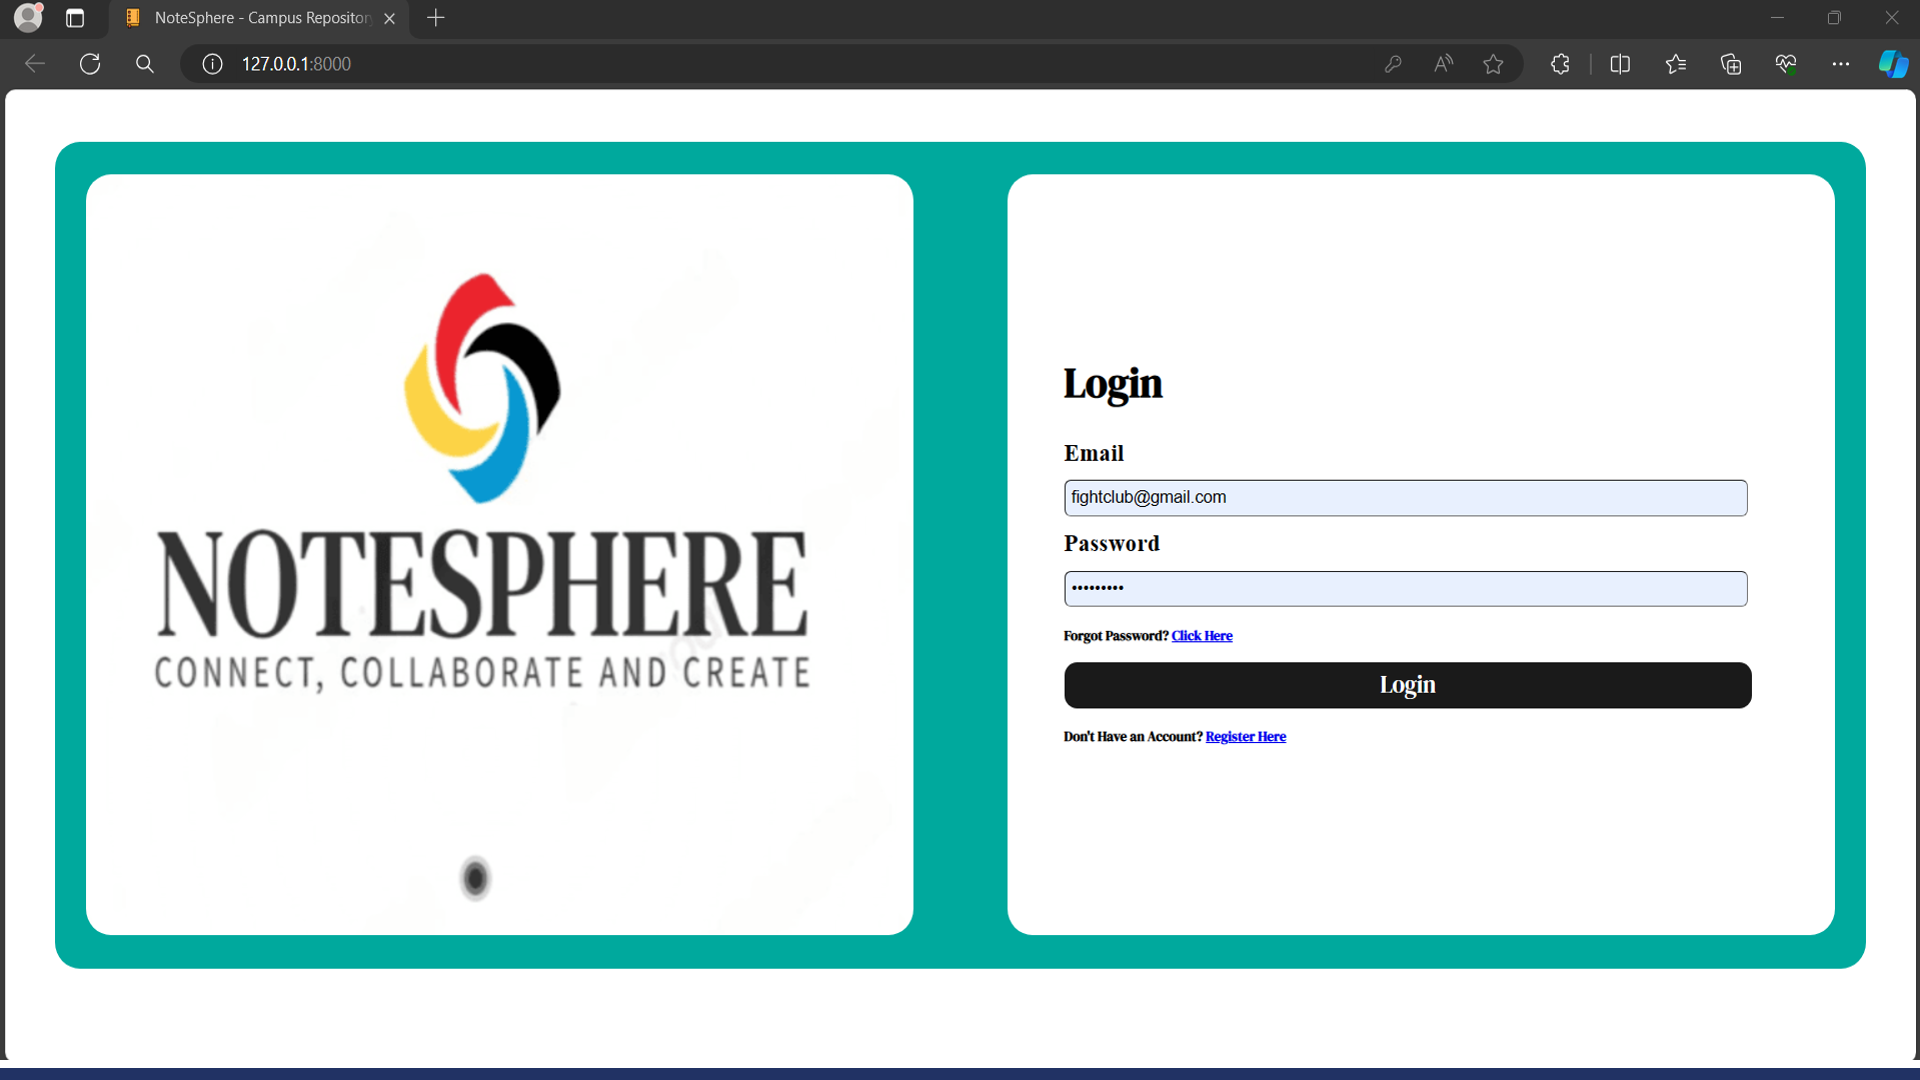 NoteSphere - Campus Repository
127.0.0.1:8000
NOTESPHERE
CONNECT, COLLABORATE AND CREATE
Login
Email
fightclub@gmail.com
Password
•••••••••
Forgot Password? Click Here
Login
Don't Have an Account? Register Here